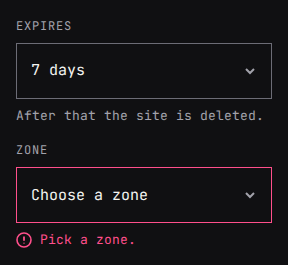 EXPIRES
7 days
After that the site is deleted.
ZONE
Choose a zone
Pick a zone.